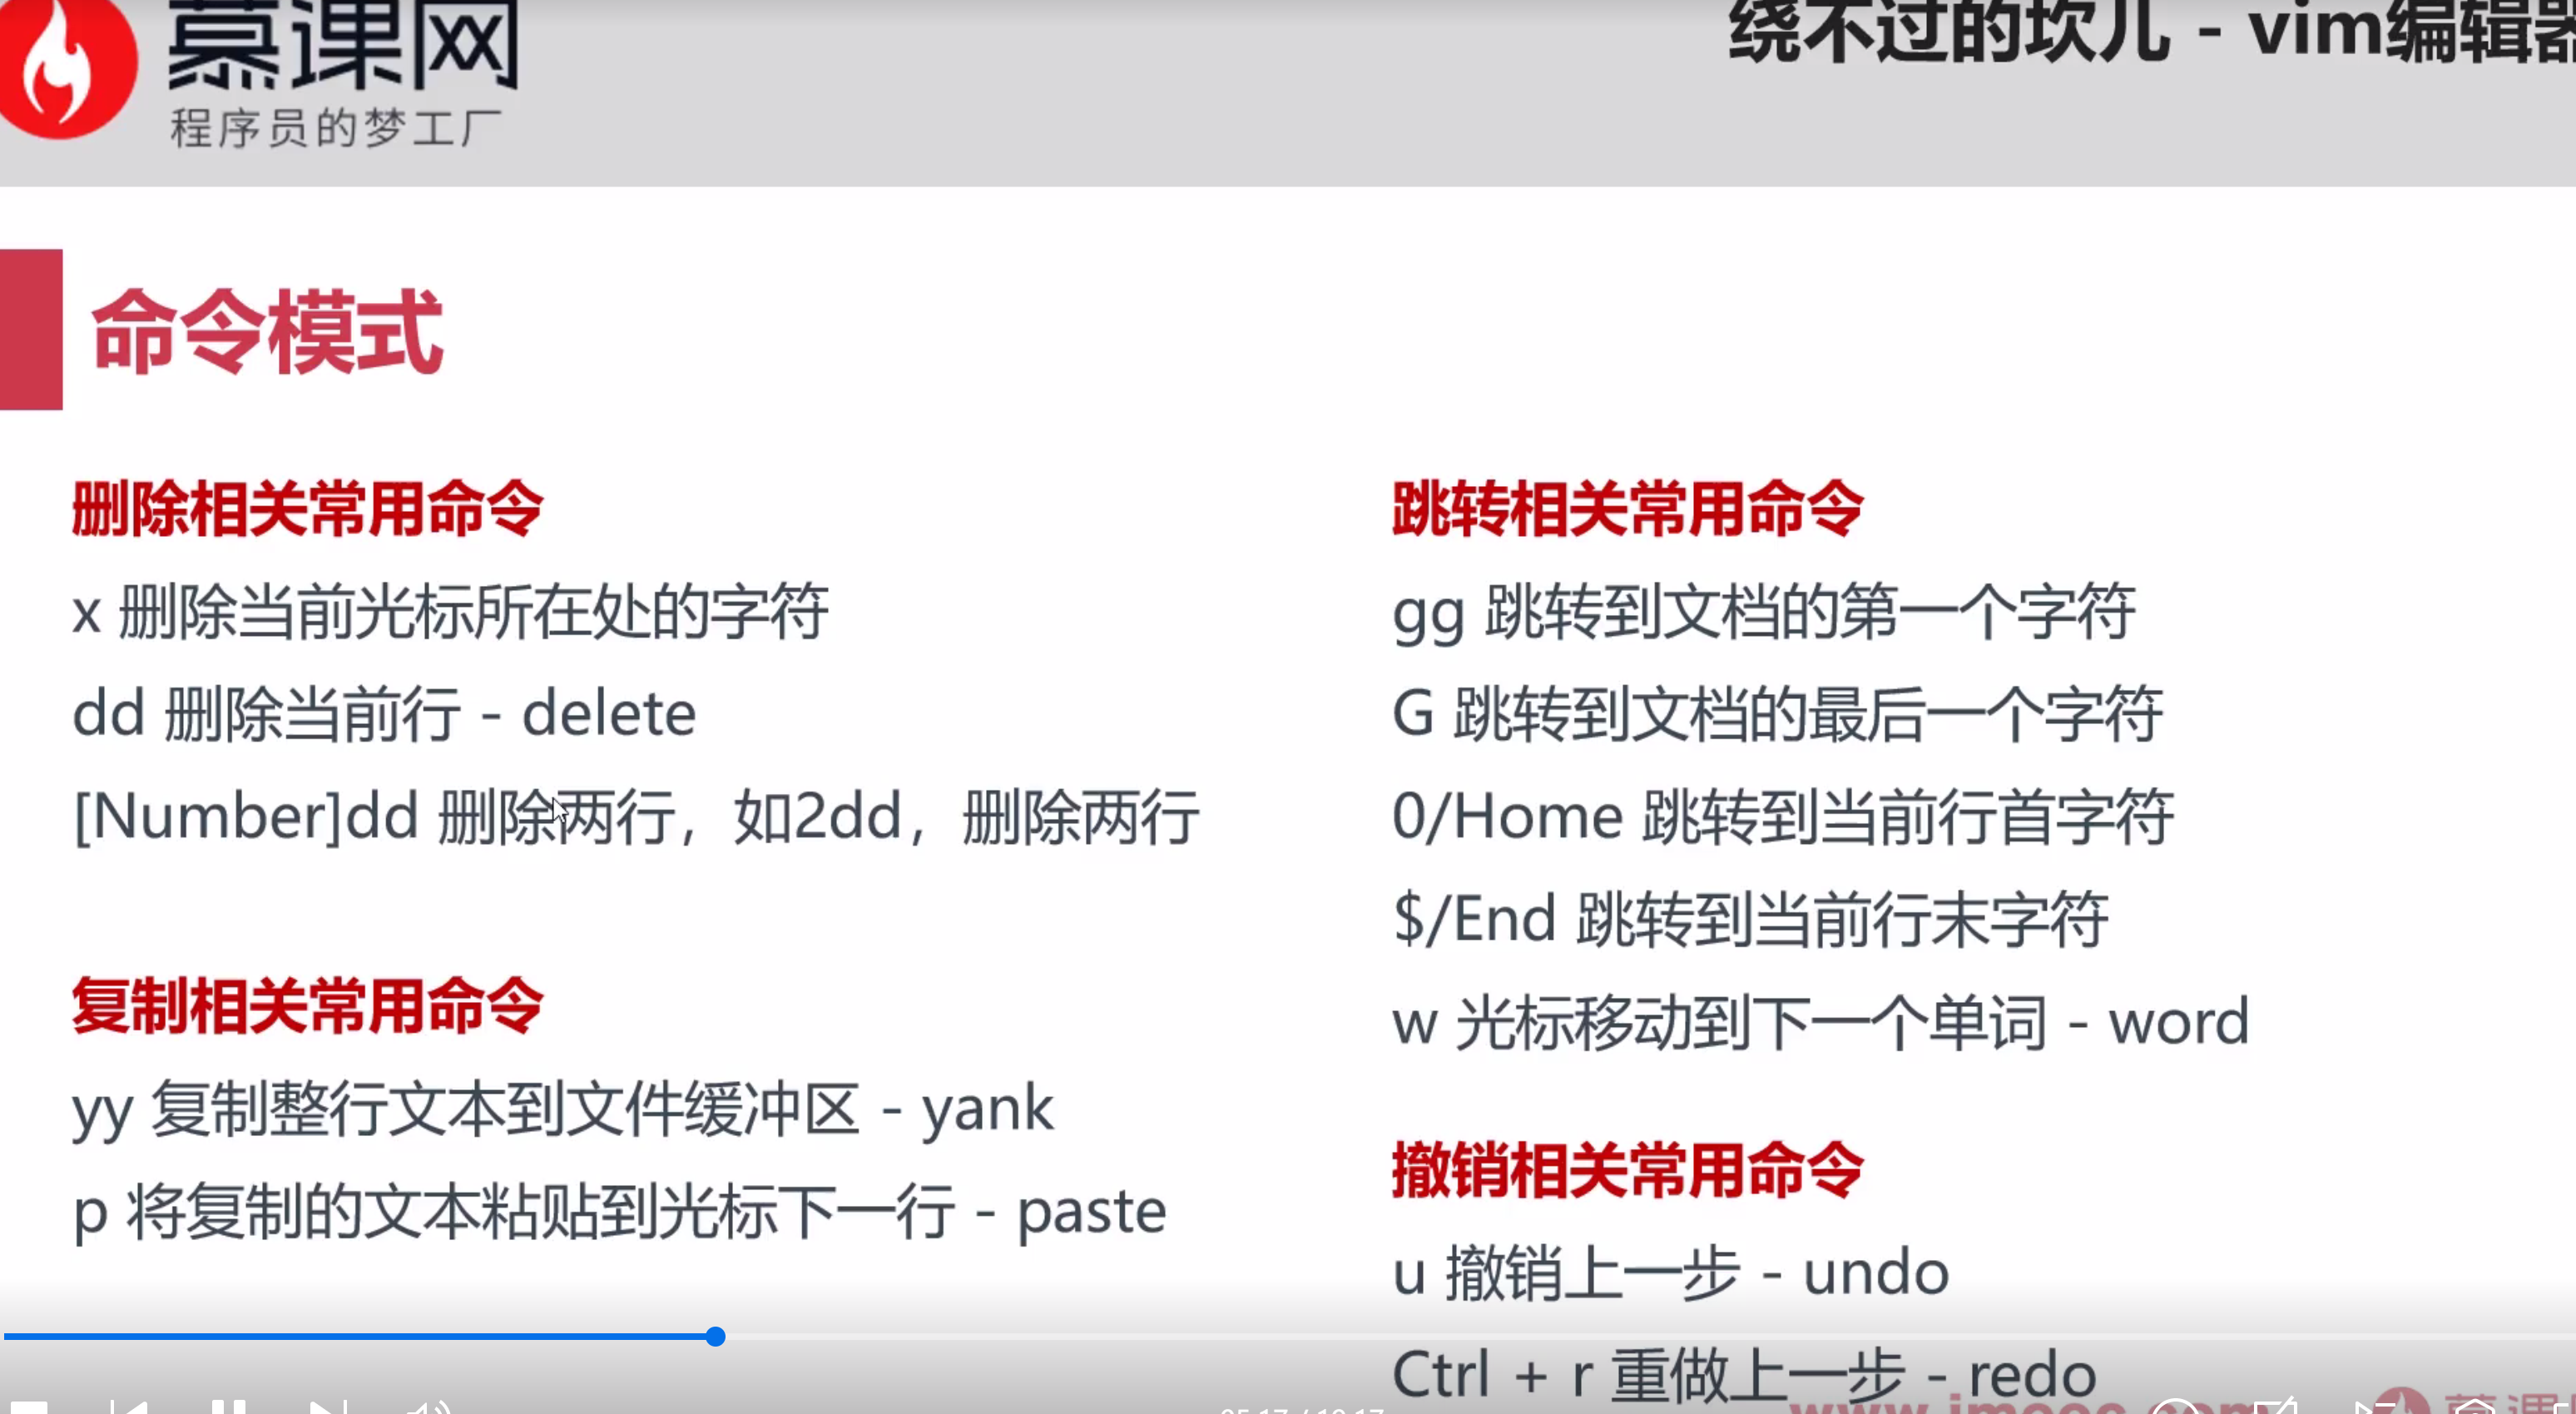 慕课网
程序员的梦工厂
绕不过的坎儿 - vim编辑器
命令模式
删除相关常用命令
x 删除当前光标所在处的字符
dd 删除当前行 - delete
[Number]dd 删除两行，如2dd，删除两行
复制相关常用命令
yy 复制整行文本到文件缓冲区 - yank
p 将复制的文本粘贴到光标下一行 - paste
跳转相关常用命令
gg 跳转到文档的第一个字符
G 跳转到文档的最后一个字符
0/Home 跳转到当前行首字符
$/End 跳转到当前行末字符
w 光标移动到下一个单词 - word
撤销相关常用命令
u 撤销上一步 - undo
Ctrl + r 重做上一步 - redo